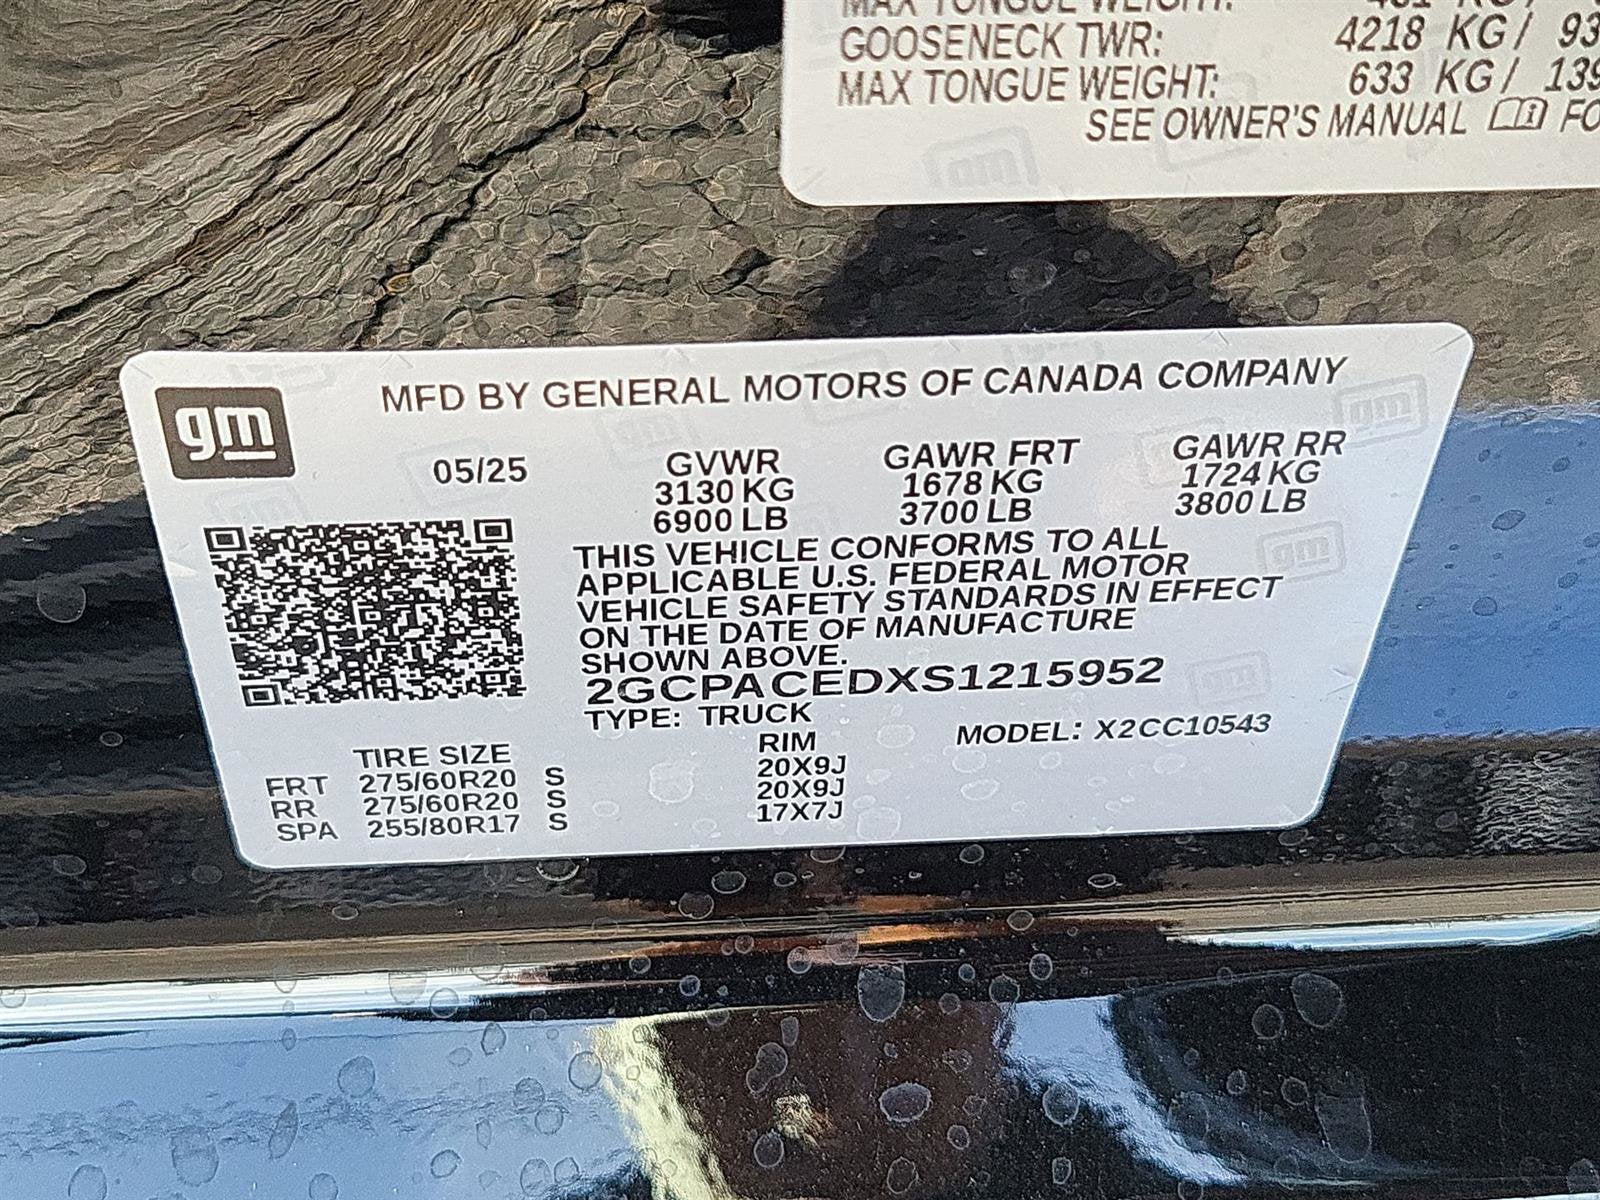 MAX TONGUE WEIGHT:
GOOSENECK TWR: 4218 KG/
MAX TONGUE WEIGHT: 633 KG/
SEE OWNER'S MANUAL
gm
MFD BY GENERAL MOTORS OF CANADA COMPANY
05/25 GVWR GAWR FRT GAWR RR
3130 KG 1678 KG 1724 KG
6900 LB 3700 LB 3800 LB
THIS VEHICLE CONFORMS TO ALL
APPLICABLE U.S. FEDERAL MOTOR
VEHICLE SAFETY STANDARDS IN EFFECT
ON THE DATE OF MANUFACTURE
SHOWN ABOVE.
2GCPACEDXS1215952
TYPE: TRUCK MODEL: X2CC10543
TIRE SIZE RIM
FRT 275/60R20 S 20X9J
RR 275/60R20 S 20X9J
SPA 255/80R17 S 17X7J